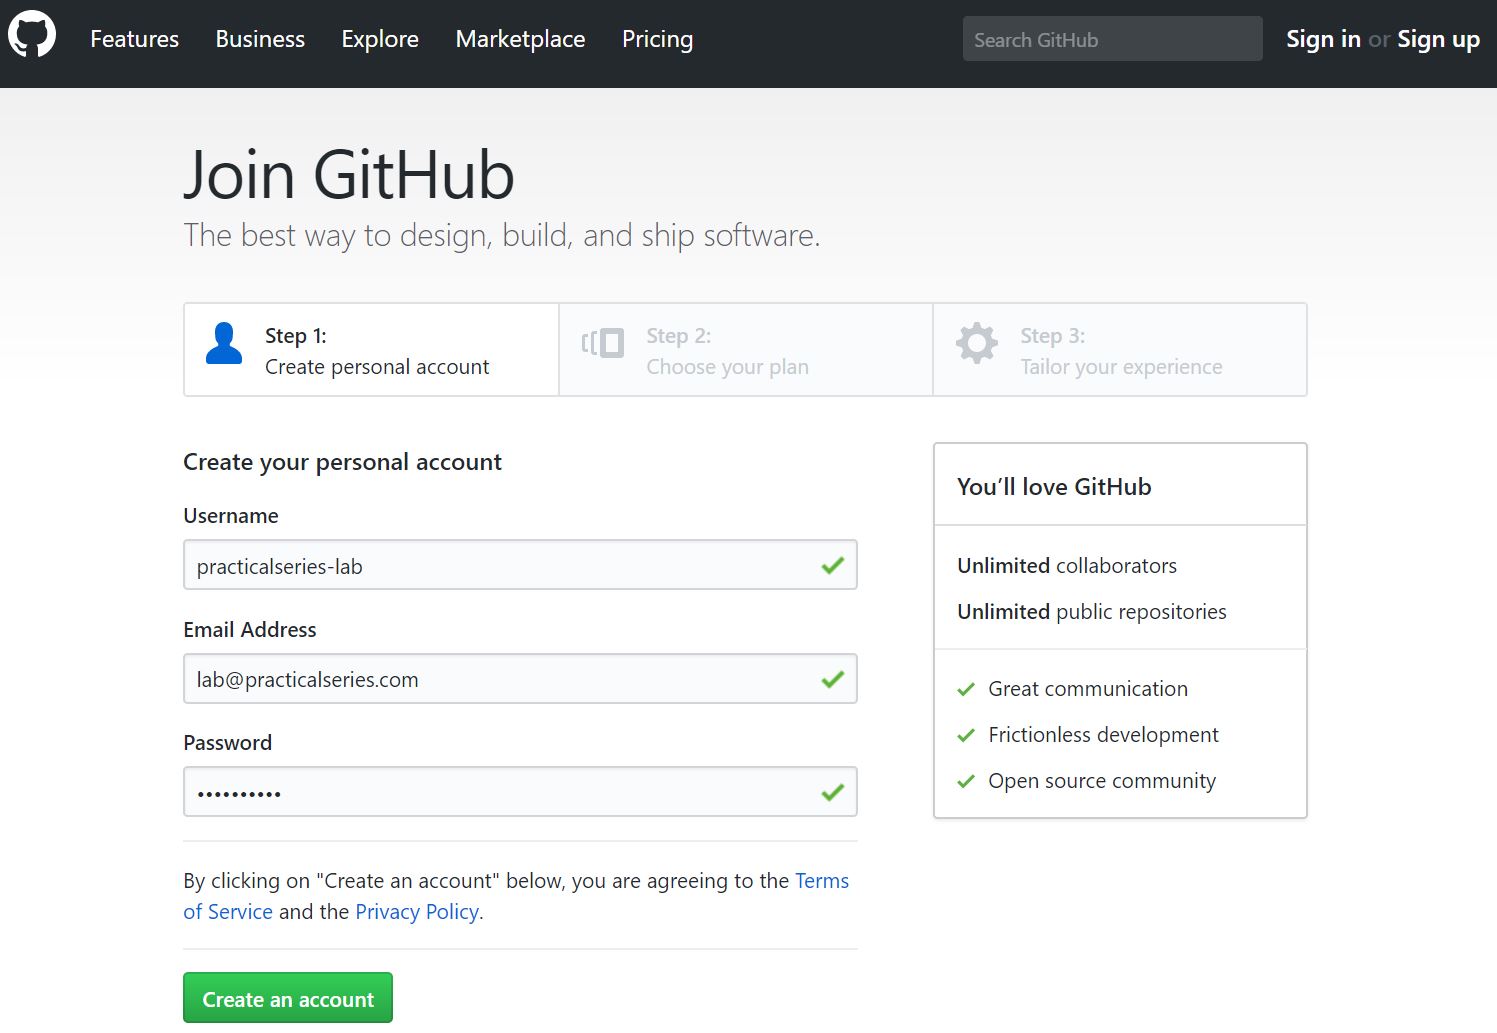 Features Business Explore Marketplace Pricing Search GitHub Sign in or Sign up
Join GitHub
The best way to design, build, and ship software.
Step 1:
Create personal account
Step 2:
Choose your plan
Step 3:
Tailor your experience
Create your personal account
Username
practicalseries-lab
Email Address
lab@practicalseries.com
Password
••••••••••
By clicking on "Create an account" below, you are agreeing to the Terms
of Service and the Privacy Policy.
Create an account
You’ll love GitHub
Unlimited collaborators
Unlimited public repositories
Great communication
Frictionless development
Open source community